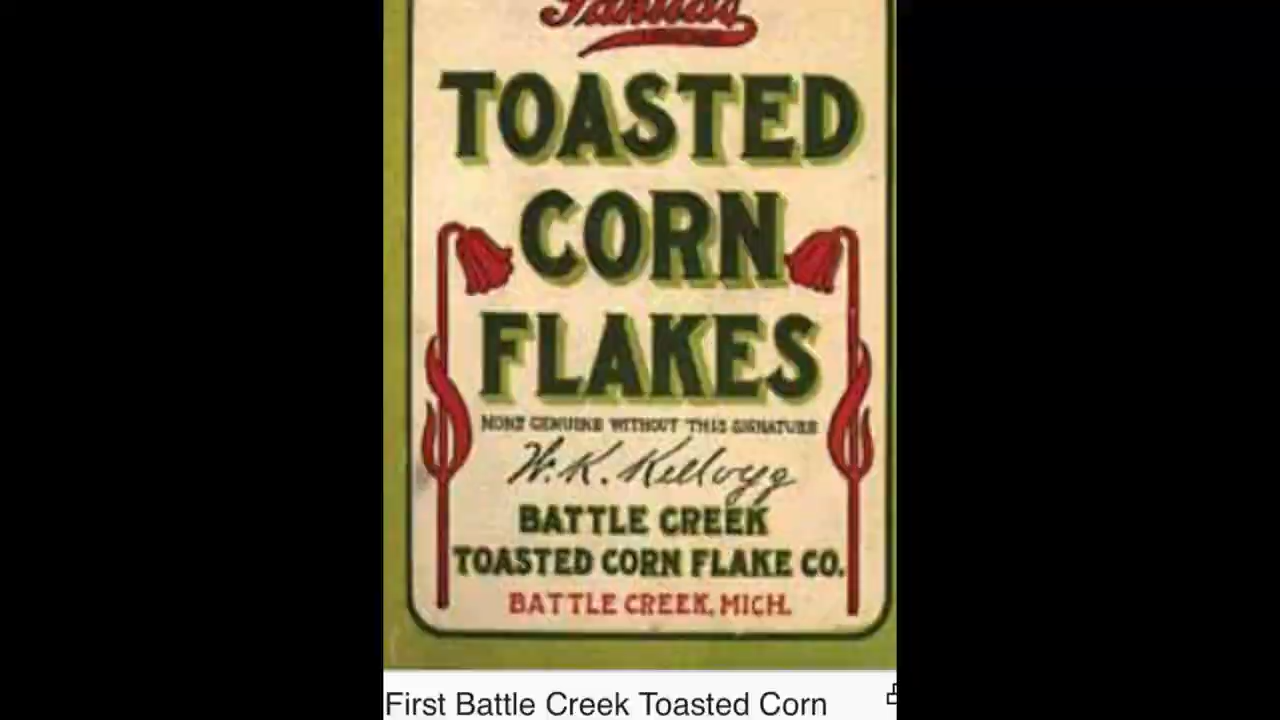 TOASTED
CORN
FLAKES
NONE GENUINE WITHOUT THIS SIGNATURE
W. K. Kellogg
BATTLE CREEK
TOASTED CORN FLAKE CO.
BATTLE CREEK, MICH.
First Battle Creek Toasted Corn